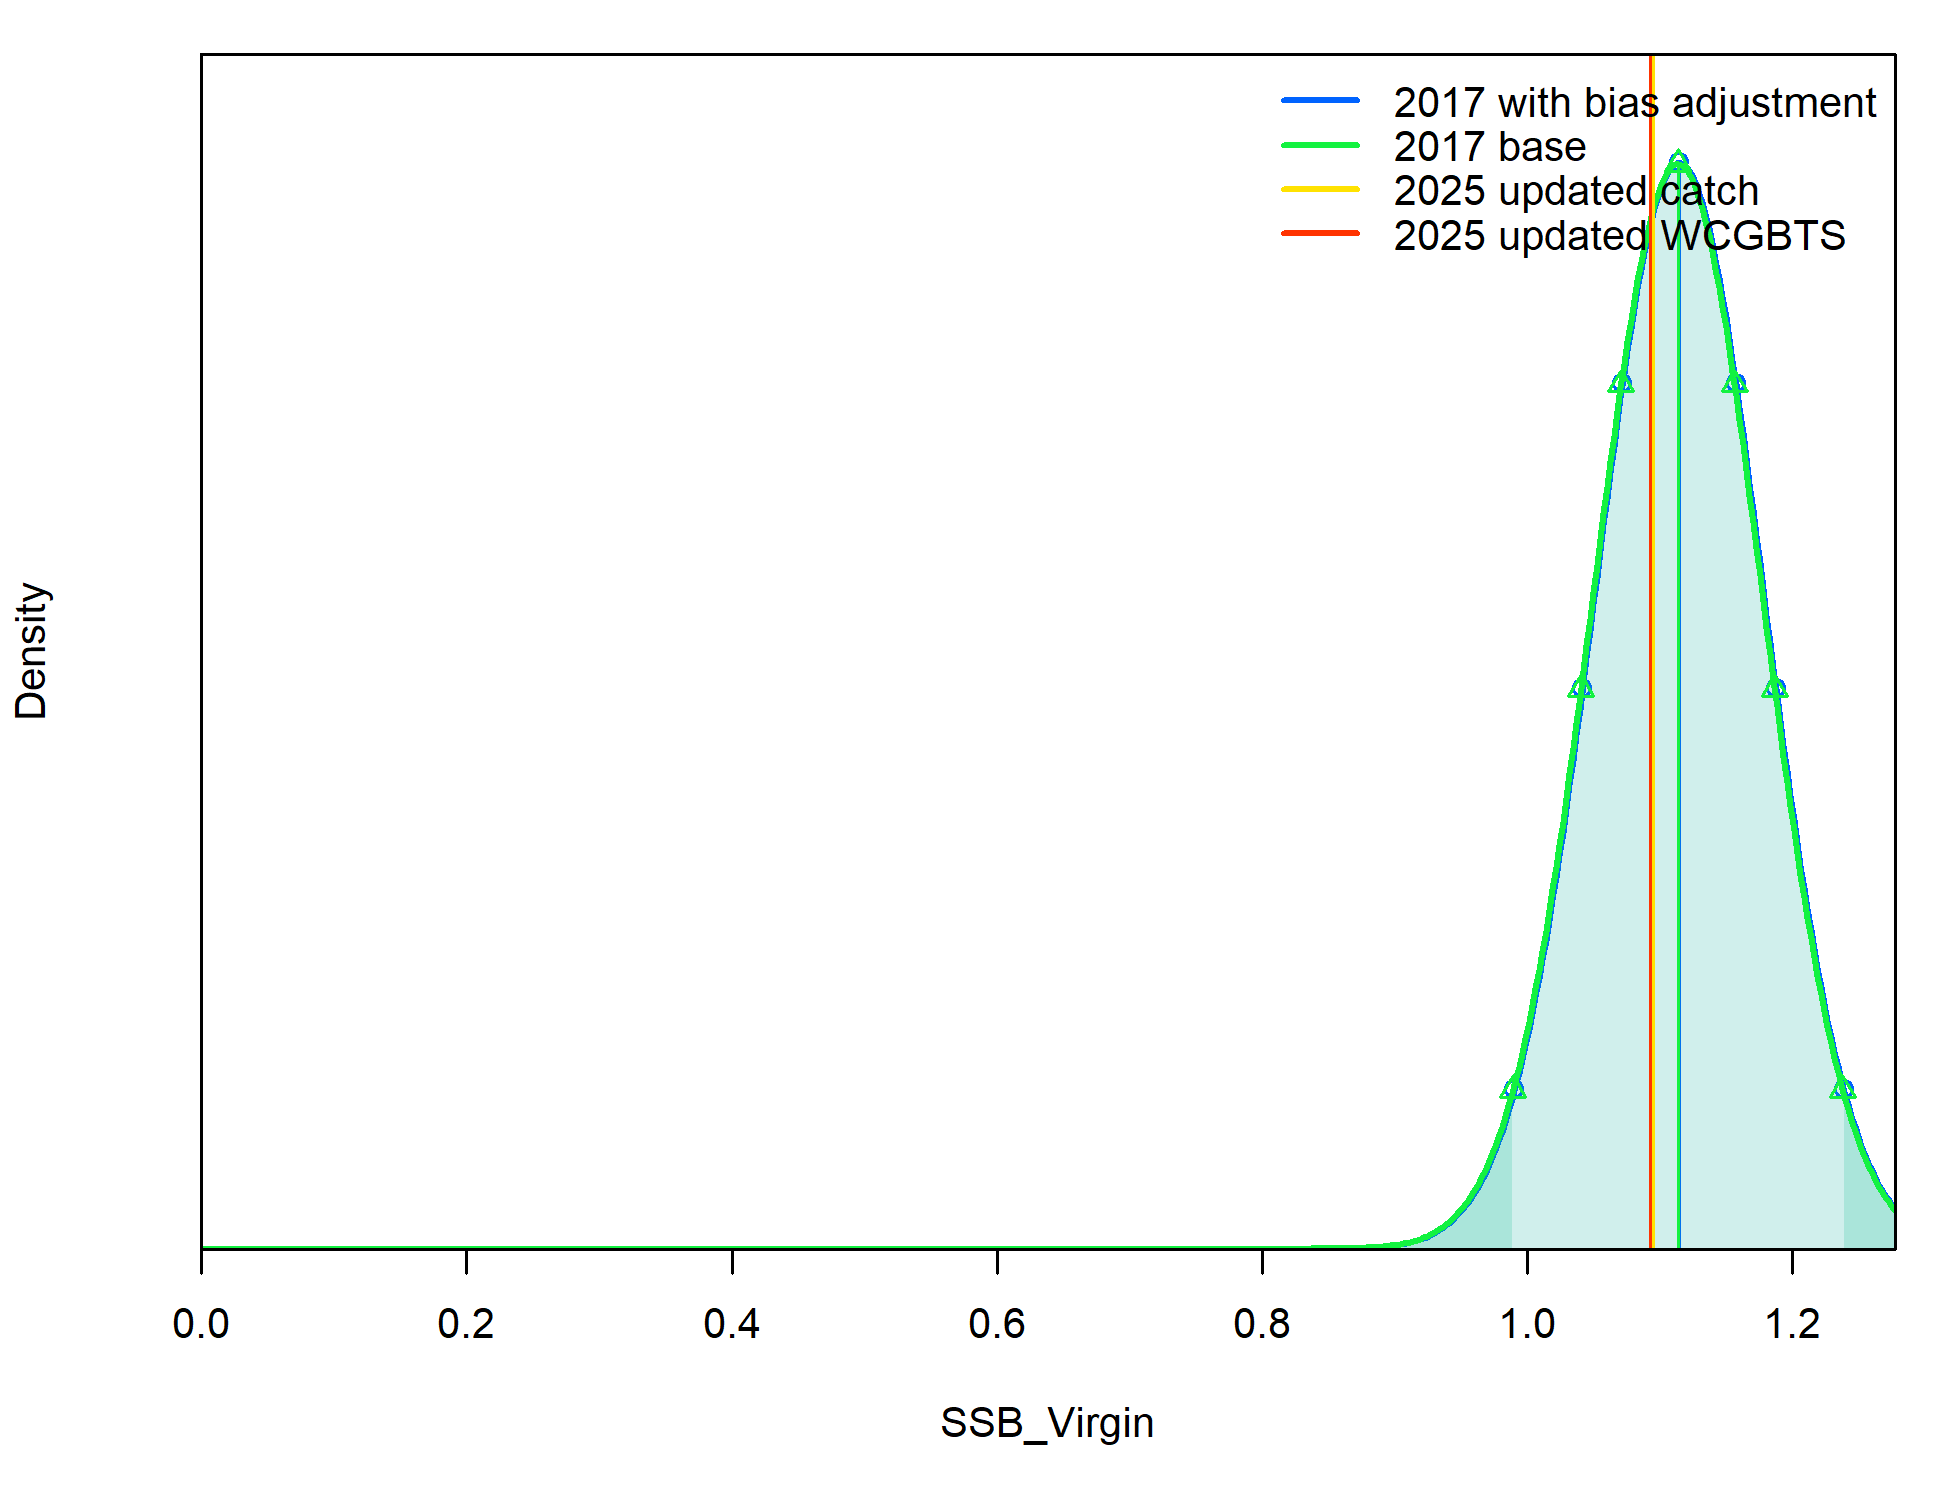 2017 with bias adjustment
2017 base
2025 updated catch
2025 updated WCGBTS
Density
0.0 0.2 0.4 0.6 0.8 1.0 1.2
SSB_Virgin